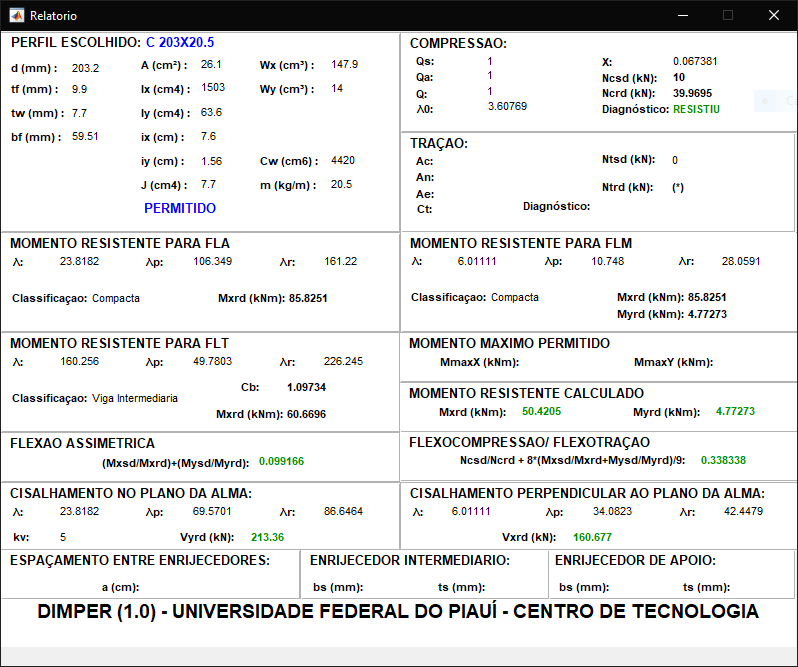 Relatorio
PERFIL ESCOLHIDO: C 203X20.5
d (mm) : 203.2 A (cm²) : 26.1 Wx (cm³) : 147.9
tf (mm) : 9.9 Ix (cm4) : 1503 Wy (cm³) : 14
tw (mm) : 7.7 Iy (cm4) : 63.6
bf (mm) : 59.51 ix (cm) : 7.6
iy (cm) : 1.56 Cw (cm6) : 4420
J (cm4) : 7.7 m (kg/m) : 20.5
PERMITIDO
COMPRESSAO:
Qs: 1 X: 0.067381
Qa: 1 Ncsd (kN): 10
Q: 1 Ncrd (kN): 39.9695
λ0: 3.60769 Diagnóstico: RESISTIU
TRAÇAO:
Ac: Ntsd (kN): 0
An:
Ae: Ntrd (kN): (*)
Ct: Diagnóstico:
MOMENTO RESISTENTE PARA FLA
λ: 23.8182 λp: 106.349 λr: 161.22
Classificaçao: Compacta Mxrd (kNm): 85.8251
MOMENTO RESISTENTE PARA FLM
λ: 6.01111 λp: 10.748 λr: 28.0591
Classificaçao: Compacta Mxrd (kNm): 85.8251
Myrd (kNm): 4.77273
MOMENTO RESISTENTE PARA FLT
λ: 160.256 λp: 49.7803 λr: 226.245
Cb: 1.09734
Classificaçao: Viga Intermediaria
Mxrd (kNm): 60.6696
MOMENTO MAXIMO PERMITIDO
MmaxX (kNm): MmaxY (kNm):
MOMENTO RESISTENTE CALCULADO
Mxrd (kNm): 50.4205 Myrd (kNm): 4.77273
FLEXAO ASSIMETRICA
(Mxsd/Mxrd)+(Mysd/Myrd): 0.099166
FLEXOCOMPRESSAO/ FLEXOTRAÇAO
Ncsd/Ncrd + 8*(Mxsd/Mxrd+Mysd/Myrd)/9: 0.338338
CISALHAMENTO NO PLANO DA ALMA:
λ: 23.8182 λp: 69.5701 λr: 86.6464
kv: 5 Vyrd (kN): 213.36
CISALHAMENTO PERPENDICULAR AO PLANO DA ALMA:
λ: 6.01111 λp: 34.0823 λr: 42.4479
Vxrd (kN): 160.677
ESPAÇAMENTO ENTRE ENRIJECEDORES:
a (cm):
ENRIJECEDOR INTERMEDIARIO:
bs (mm): ts (mm):
ENRIJECEDOR DE APOIO:
bs (mm): ts (mm):
DIMPER (1.0) - UNIVERSIDADE FEDERAL DO PIAUÍ - CENTRO DE TECNOLOGIA